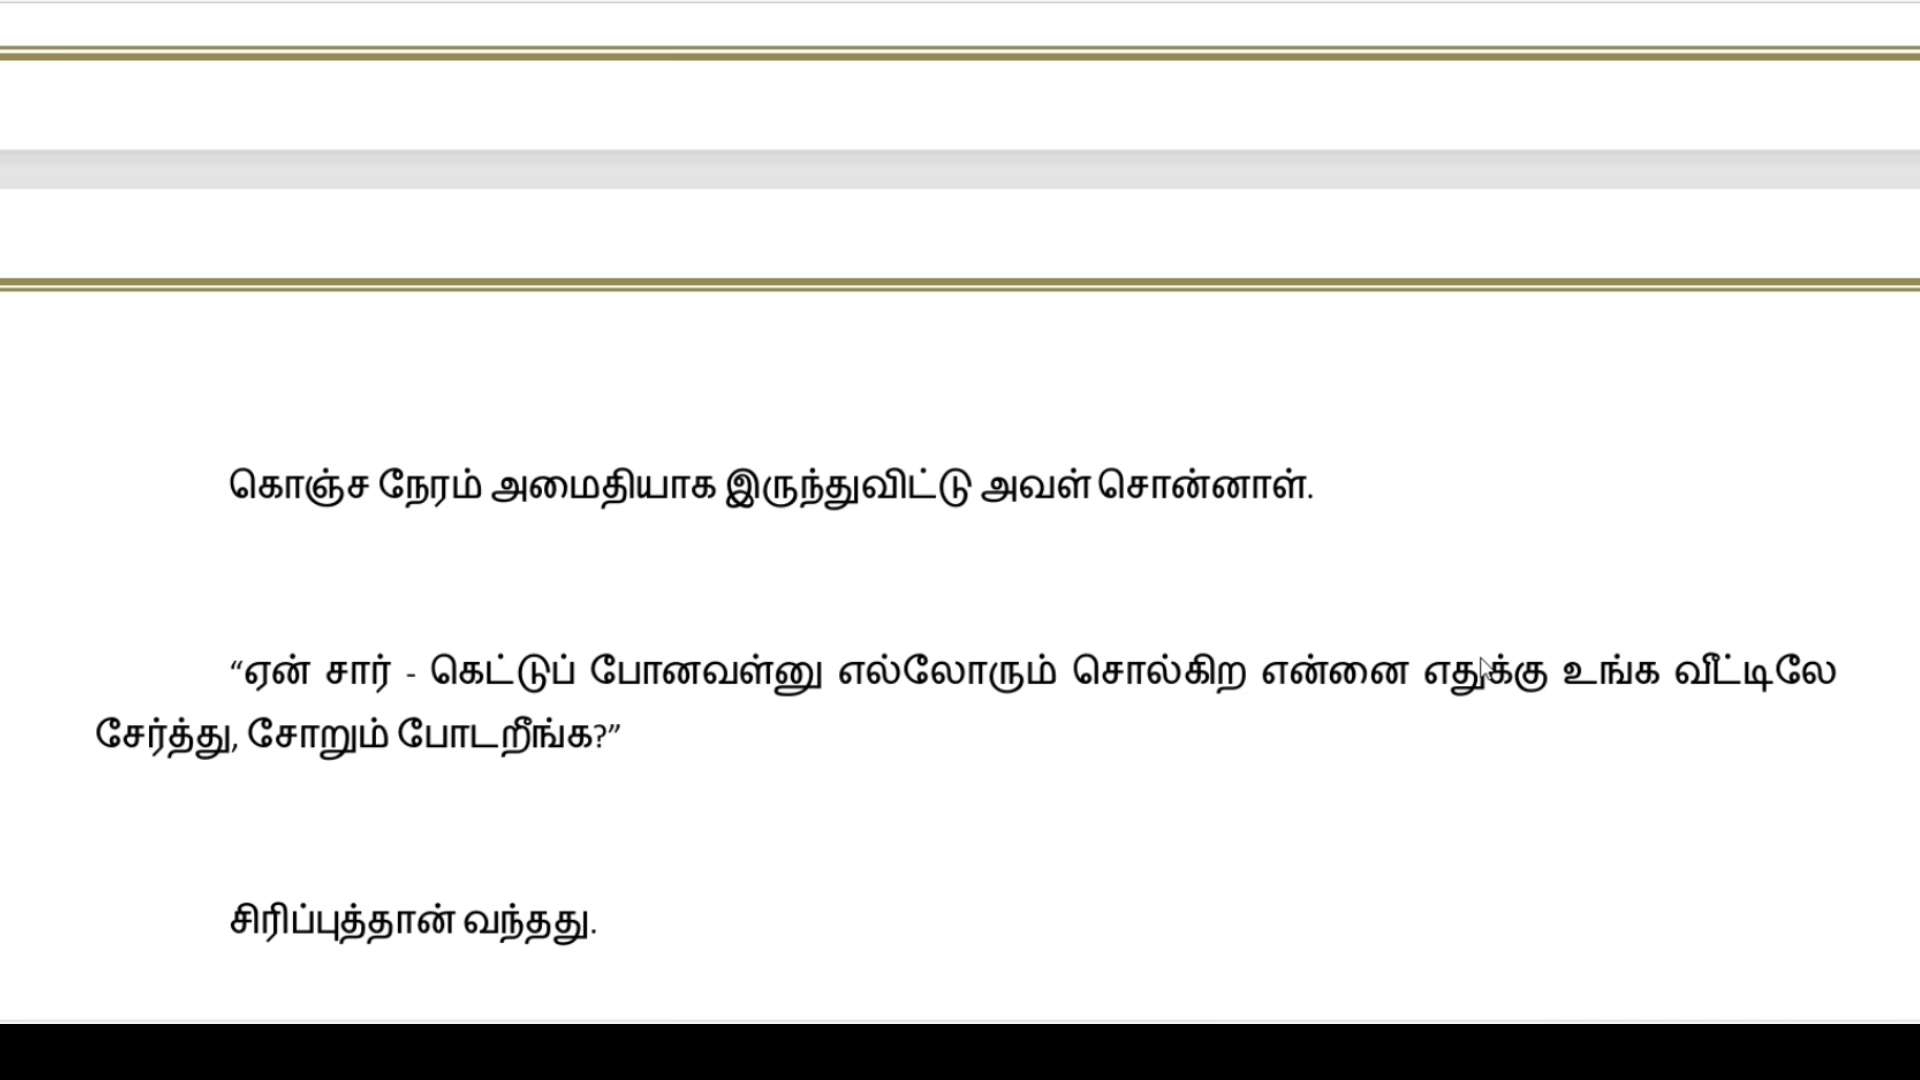 கொஞ்ச நேரம் அமைதியாக இருந்துவிட்டு அவள் சொன்னாள்.
“ஏன் சார் - கெட்டுப் போனவள்னு எல்லோரும் சொல்கிற என்னை எதுக்கு உங்க வீட்டிலே
சேர்த்து, சோறும் போடறீங்க?”
சிரிப்புத்தான் வந்தது.